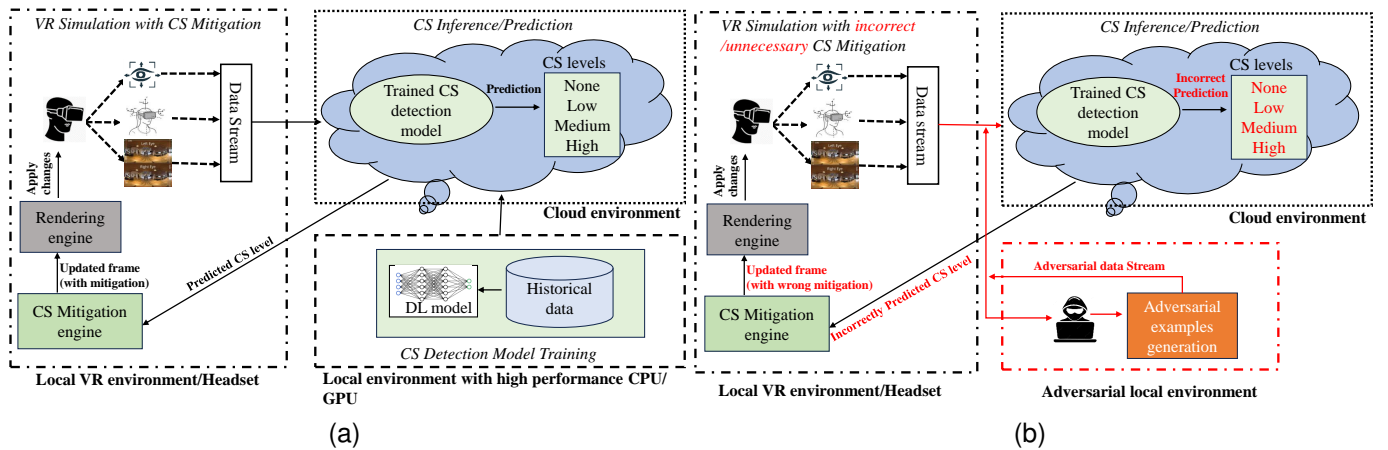 VR Simulation with CS Mitigation
Data Stream
Apply
changes
Rendering
engine
Updated frame
(with mitigation)
CS Mitigation
engine
Local VR environment/Headset
CS Inference/Prediction
Trained CS
detection
model
Prediction
CS levels
None
Low
Medium
High
Cloud environment
Predicted CS level
DL model
Historical
data
CS Detection Model Training
Local environment with high performance CPU/
GPU
(a)
VR Simulation with incorrect
/unnecessary CS Mitigation
Data stream
Apply
changes
Rendering
engine
Updated frame
(with wrong mitigation)
CS Mitigation
engine
Local VR environment/Headset
CS Inference/Prediction
Trained CS
detection
model
Incorrect
Prediction
CS levels
None
Low
Medium
High
Cloud environment
Incorrectly Predicted CS level
Adversarial data Stream
Adversarial
examples
generation
Adversarial local environment
(b)